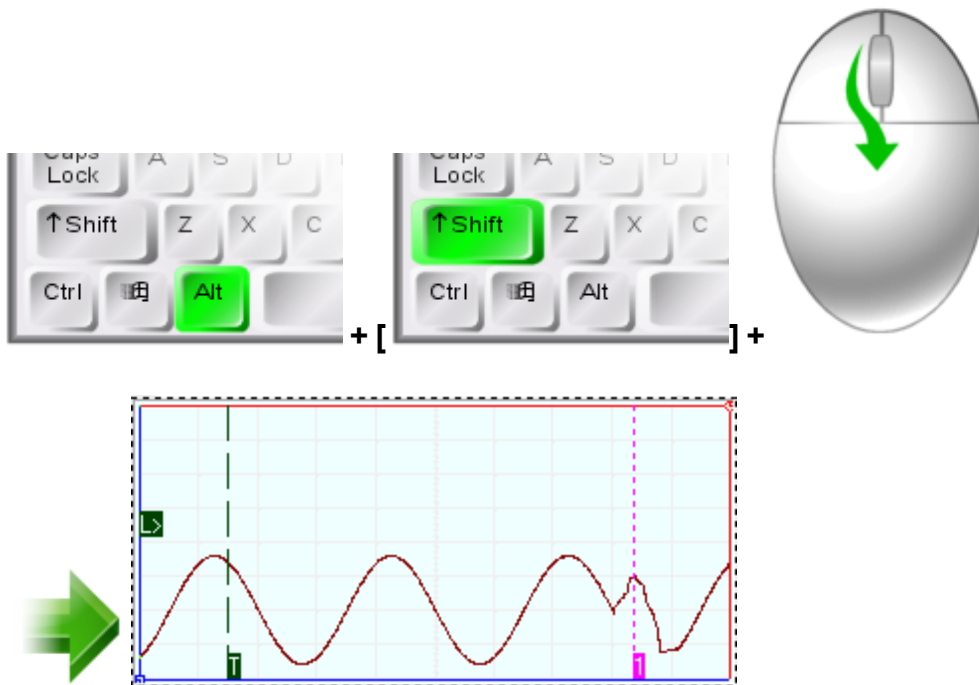 Caps
Lock
A
S
D
↑ Shift
Z
X
C
Ctrl
Alt
+ [
Caps
Lock
A
S
D
↑ Shift
Z
X
C
Ctrl
Alt
] +
L>
T
1